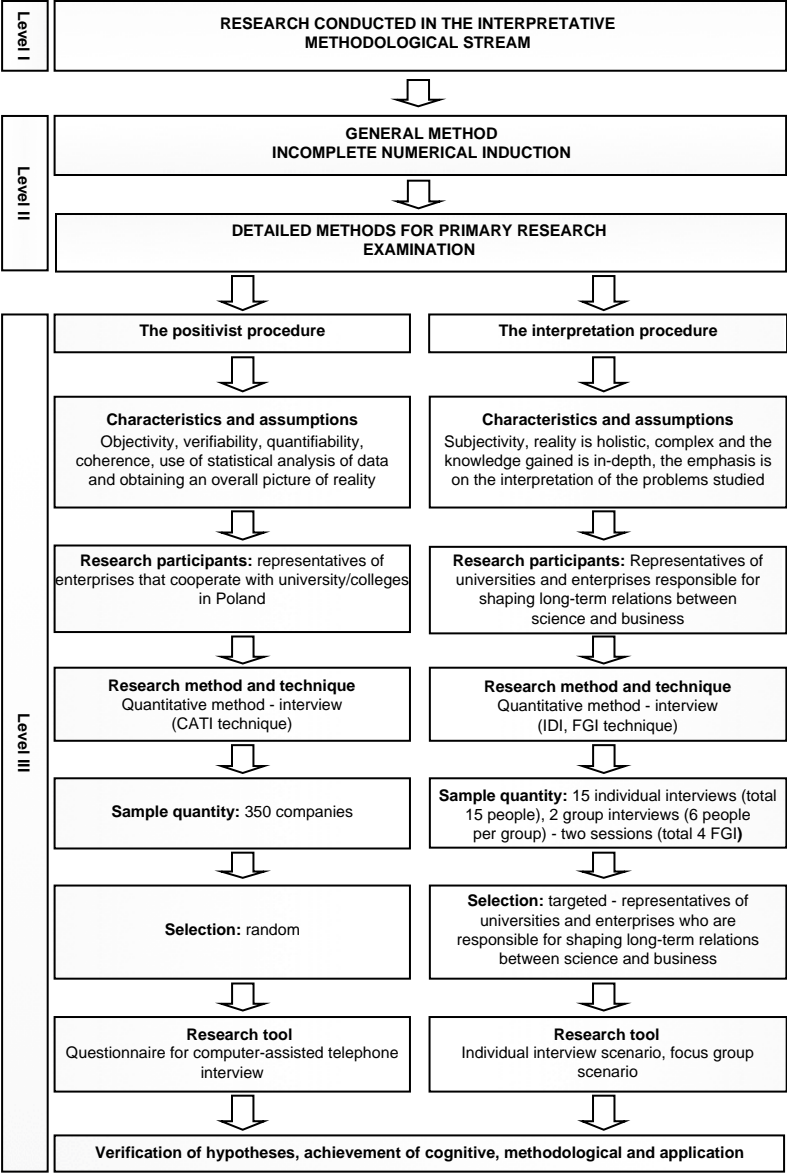 Level I
RESEARCH CONDUCTED IN THE INTERPRETATIVE
METHODOLOGICAL STREAM
Level II
GENERAL METHOD
INCOMPLETE NUMERICAL INDUCTION
DETAILED METHODS FOR PRIMARY RESEARCH
EXAMINATION
Level III
The positivist procedure
The interpretation procedure
Characteristics and assumptions
Objectivity, verifiability, quantifiability,
coherence, use of statistical analysis of data
and obtaining an overall picture of reality
Characteristics and assumptions
Subjectivity, reality is holistic, complex and the
knowledge gained is in-depth, the emphasis is
on the interpretation of the problems studied
Research participants: representatives of
enterprises that cooperate with university/colleges
in Poland
Research participants: Representatives of
universities and enterprises responsible for
shaping long-term relations between
science and business
Research method and technique
Quantitative method - interview
(CATI technique)
Research method and technique
Quantitative method - interview
(IDI, FGI technique)
Sample quantity: 350 companies
Sample quantity: 15 individual interviews (total
15 people), 2 group interviews (6 people
per group) - two sessions (total 4 FGI)
Selection: random
Selection: targeted - representatives of
universities and enterprises who are
responsible for shaping long-term relations
between science and business
Research tool
Questionnaire for computer-assisted telephone
interview
Research tool
Individual interview scenario, focus group
scenario
Verification of hypotheses, achievement of cognitive, methodological and application